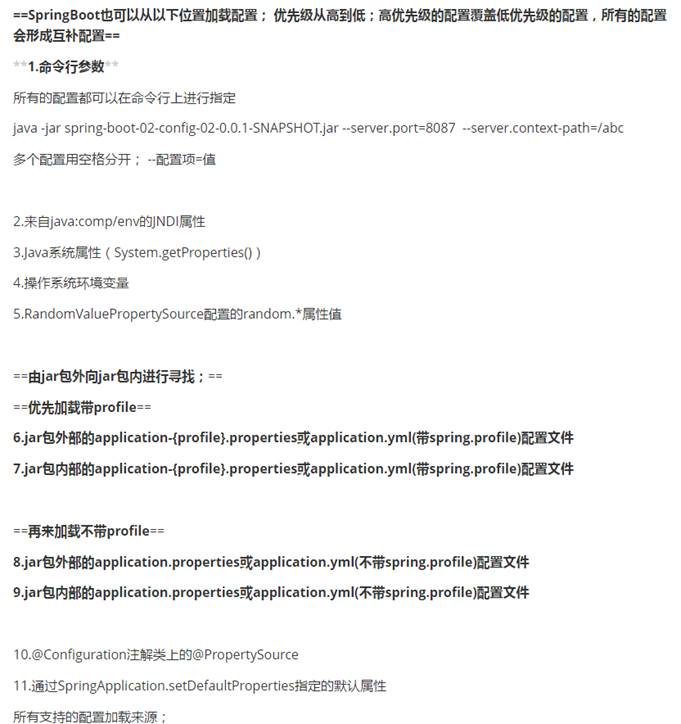 ==SpringBoot也可以从以下位置加载配置； 优先级从高到低；高优先级的配置覆盖低优先级的配置，所有的配置
会形成互补配置==
**1.命令行参数**
所有的配置都可以在命令行上进行指定
java -jar spring-boot-02-config-02-0.0.1-SNAPSHOT.jar --server.port=8087  --server.context-path=/abc
多个配置用空格分开； --配置项=值
2.来自java:comp/env的JNDI属性
3.Java系统属性（System.getProperties()）
4.操作系统环境变量
5.RandomValuePropertySource配置的random.*属性值
==由jar包外向jar包内进行寻找；==
==优先加载带profile==
6.jar包外部的application-{profile}.properties或application.yml(带spring.profile)配置文件
7.jar包内部的application-{profile}.properties或application.yml(带spring.profile)配置文件
==再来加载不带profile==
8.jar包外部的application.properties或application.yml(不带spring.profile)配置文件
9.jar包内部的application.properties或application.yml(不带spring.profile)配置文件
10.@Configuration注解类上的@PropertySource
11.通过SpringApplication.setDefaultProperties指定的默认属性
所有支持的配置加载来源；